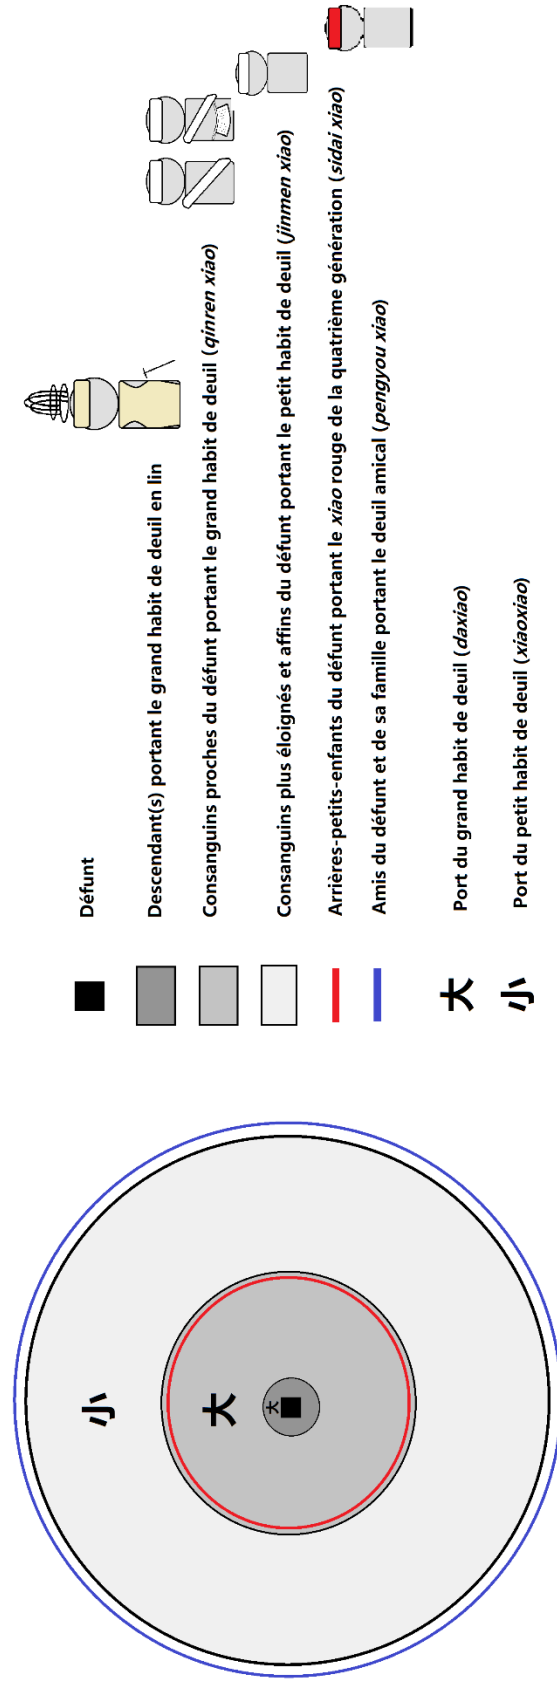 小
大
大
Défunt
Descendant(s) portant le grand habit de deuil en lin
Consanguins proches du défunt portant le grand habit de deuil (qinren xiao)
Consanguins plus éloignés et affins du défunt portant le petit habit de deuil (jinmen xiao)
Arrières-petits-enfants du défunt portant le xiao rouge de la quatrième génération (sidai xiao)
Amis du défunt et de sa famille portant le deuil amical (pengyou xiao)
大 Port du grand habit de deuil (daxiao)
小 Port du petit habit de deuil (xiaoxiao)